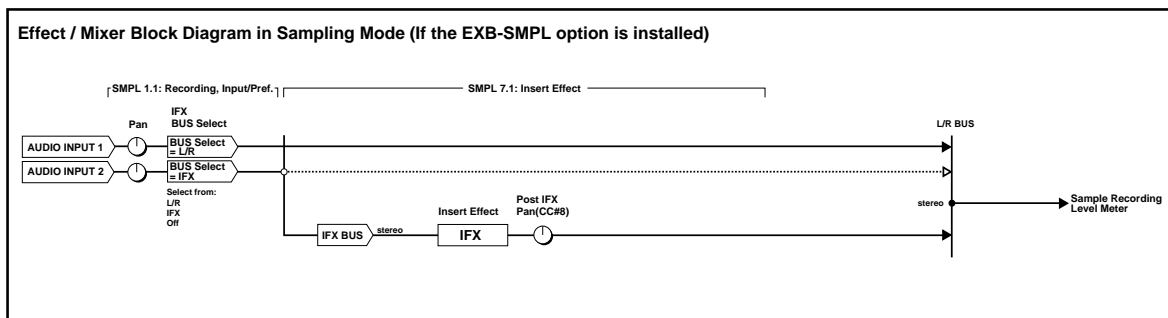 Effect / Mixer Block Diagram in Sampling Mode (If the EXB-SMPL option is installed)
SMPL 1.1: Recording, Input/Pref.
SMPL 7.1: Insert Effect
IFX
BUS Select
Pan
L/R BUS
AUDIO INPUT 1
BUS Select
= L/R
AUDIO INPUT 2
BUS Select
= IFX
Select from:
L/R
IFX
Off
stereo
Sample Recording
Level Meter
IFX BUS
stereo
Insert Effect
IFX
Post IFX
Pan(CC#8)